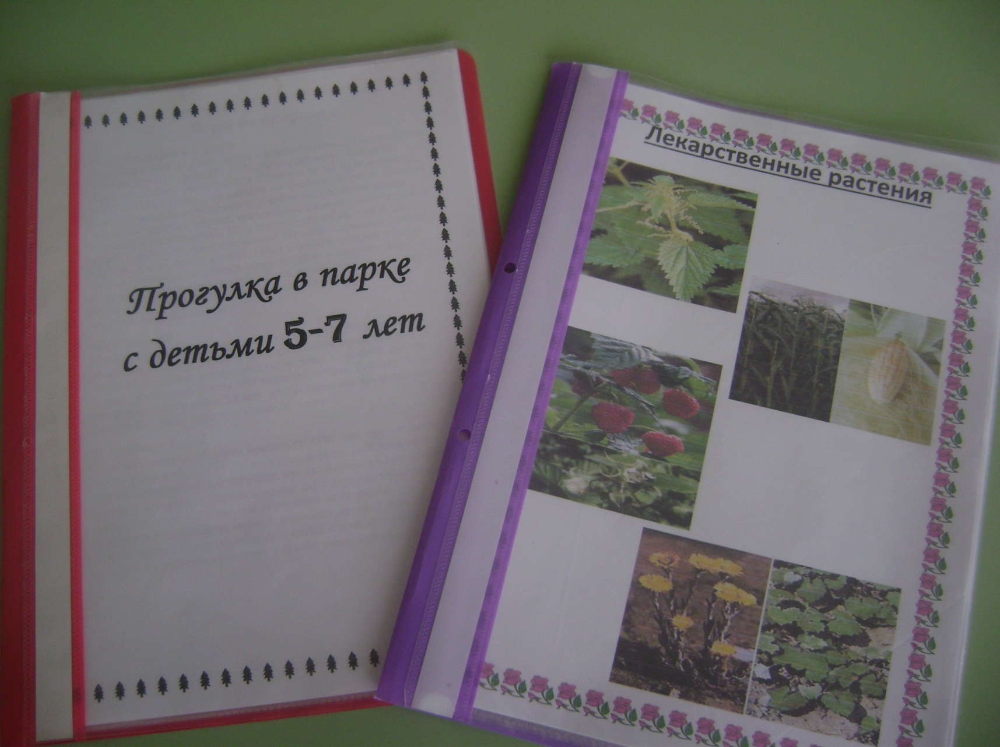 Прогулка в парке
с детьми 5-7 лет
Лекарственные растения